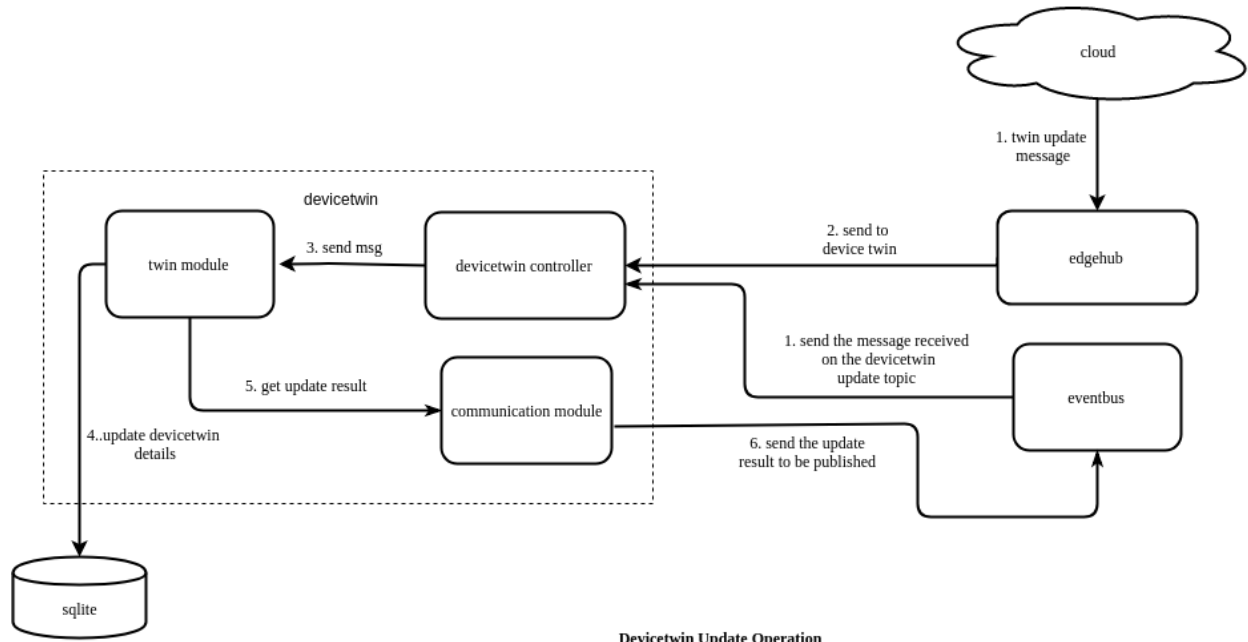 cloud
1. twin update
message
devicetwin
twin module
3. send msg
devicetwin controller
2. send to
device twin
edgehub
1. send the message received
on the devicetwin
update topic
eventbus
5. get update result
communication module
4..update devicetwin
details
6. send the update
result to be published
sqlite
Devicetwin Update Operation